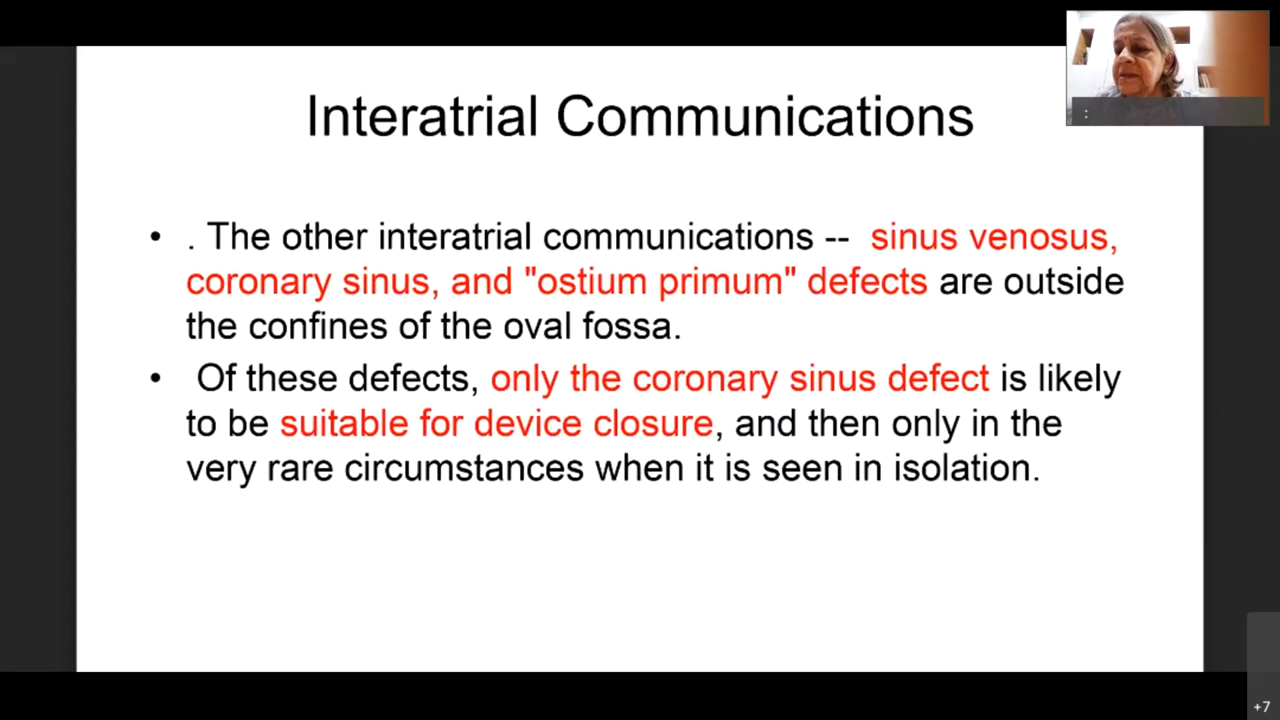 Interatrial Communications
• . The other interatrial communications -- sinus venosus,
coronary sinus, and "ostium primum" defects are outside
the confines of the oval fossa.
• Of these defects, only the coronary sinus defect is likely
to be suitable for device closure, and then only in the
very rare circumstances when it is seen in isolation.
:
+7